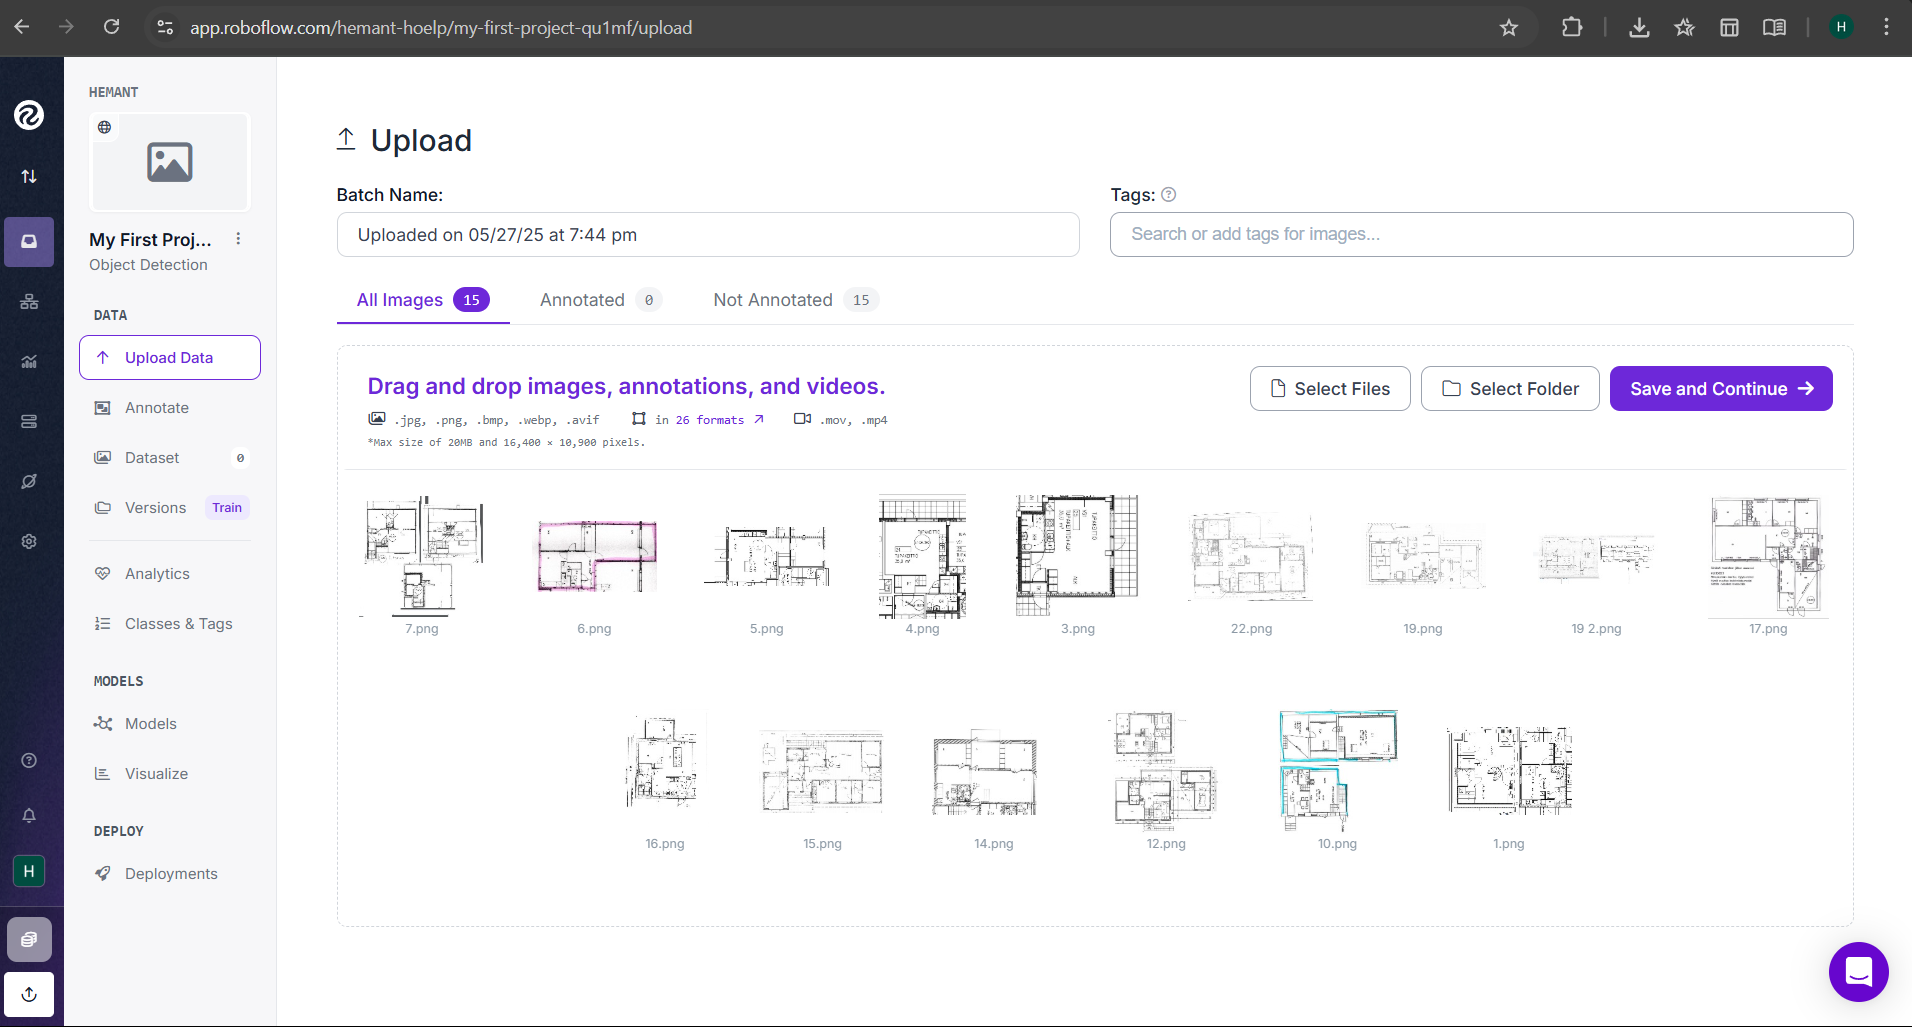 app.roboflow.com/hemant-hoelp/my-first-project-qu1mf/upload
H
HEMANT
My First Proj...
Object Detection
DATA
Upload Data
Annotate
Dataset 0
Versions Train
Analytics
Classes & Tags
MODELS
Models
Visualize
DEPLOY
Deployments
H
Upload
Batch Name:
Uploaded on 05/27/25 at 7:44 pm
Tags:
Search or add tags for images...
All Images 15
Annotated 0
Not Annotated 15
Drag and drop images, annotations, and videos.
.jpg, .png, .bmp, .webp, .avif
in 26 formats
.mov, .mp4
*Max size of 20MB and 16,400 × 10,900 pixels.
Select Files
Select Folder
Save and Continue
7.png
6.png
5.png
4.png
3.png
22.png
19.png
19 2.png
17.png
16.png
15.png
14.png
12.png
10.png
1.png